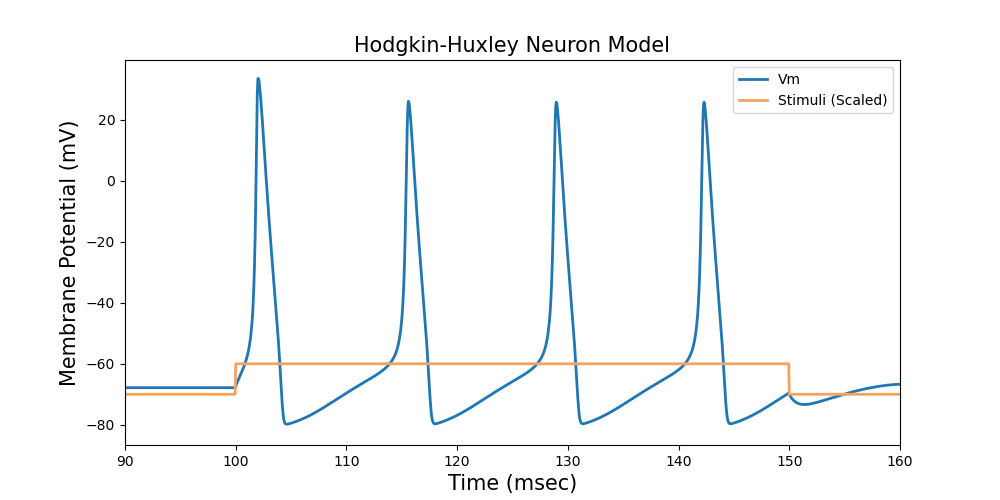 Hodgkin-Huxley Neuron Model
Vm
Stimuli (Scaled)
Membrane Potential (mV)
20
0
−20
−40
−60
−80
90 100 110 120 130 140 150 160
Time (msec)